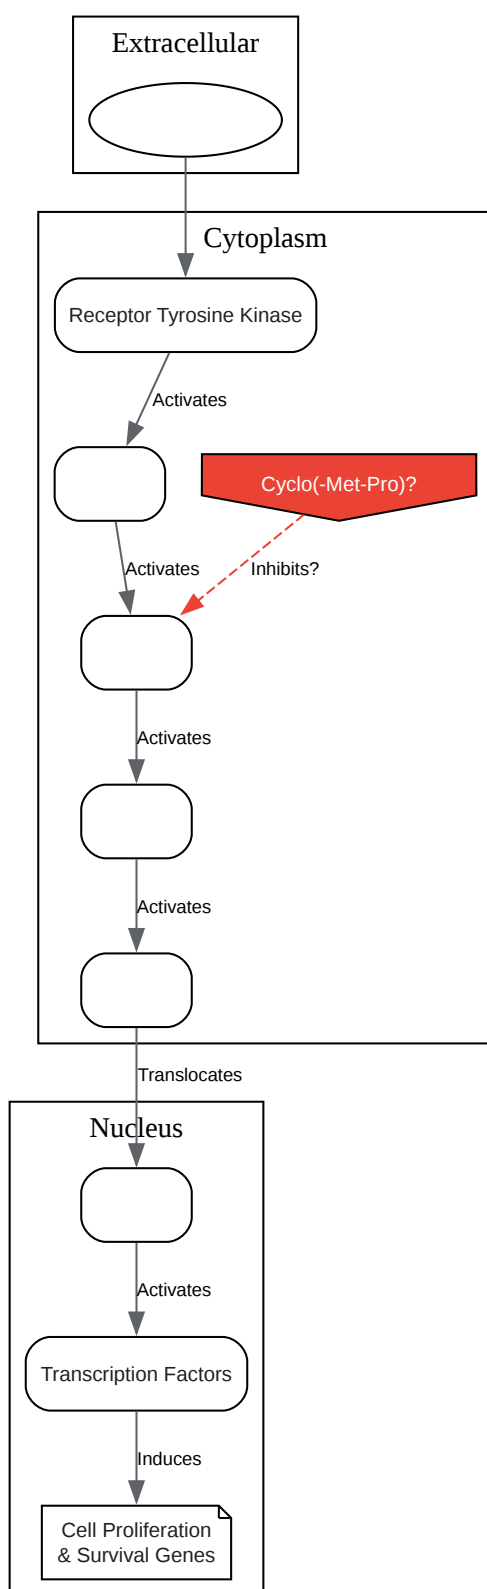 Extracellular
Cytoplasm
Receptor Tyrosine Kinase
Activates
Cyclo(-Met-Pro)?
Activates
Inhibits?
Activates
Activates
Translocates
Nucleus
Activates
Transcription Factors
Induces
Cell Proliferation
& Survival Genes